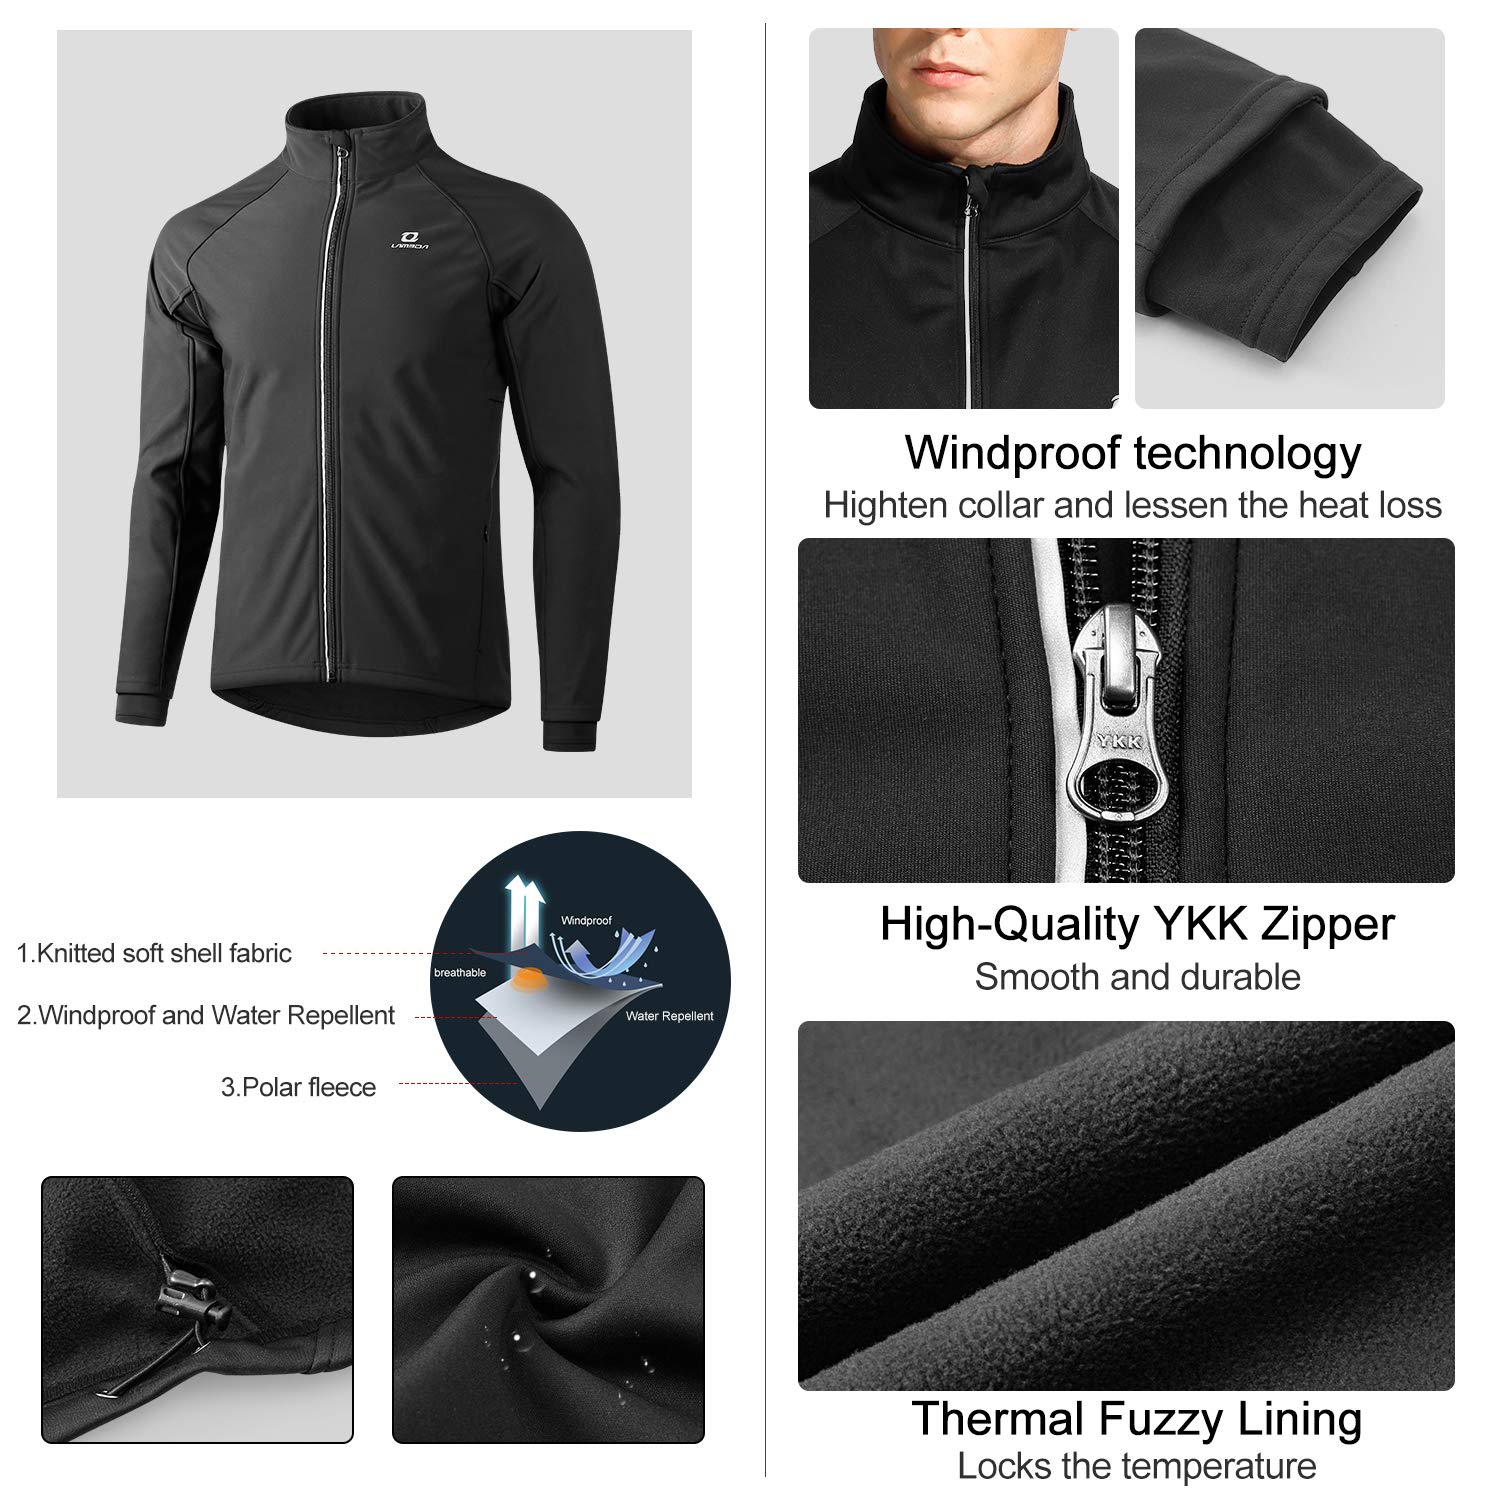 LAMBDA
1.Knitted soft shell fabric
2.Windproof and Water Repellent
3.Polar fleece
Windproof
breathable
Water Repellent
Windproof technology
Highten collar and lessen the heat loss
YKK
High-Quality YKK Zipper
Smooth and durable
Thermal Fuzzy Lining
Locks the temperature